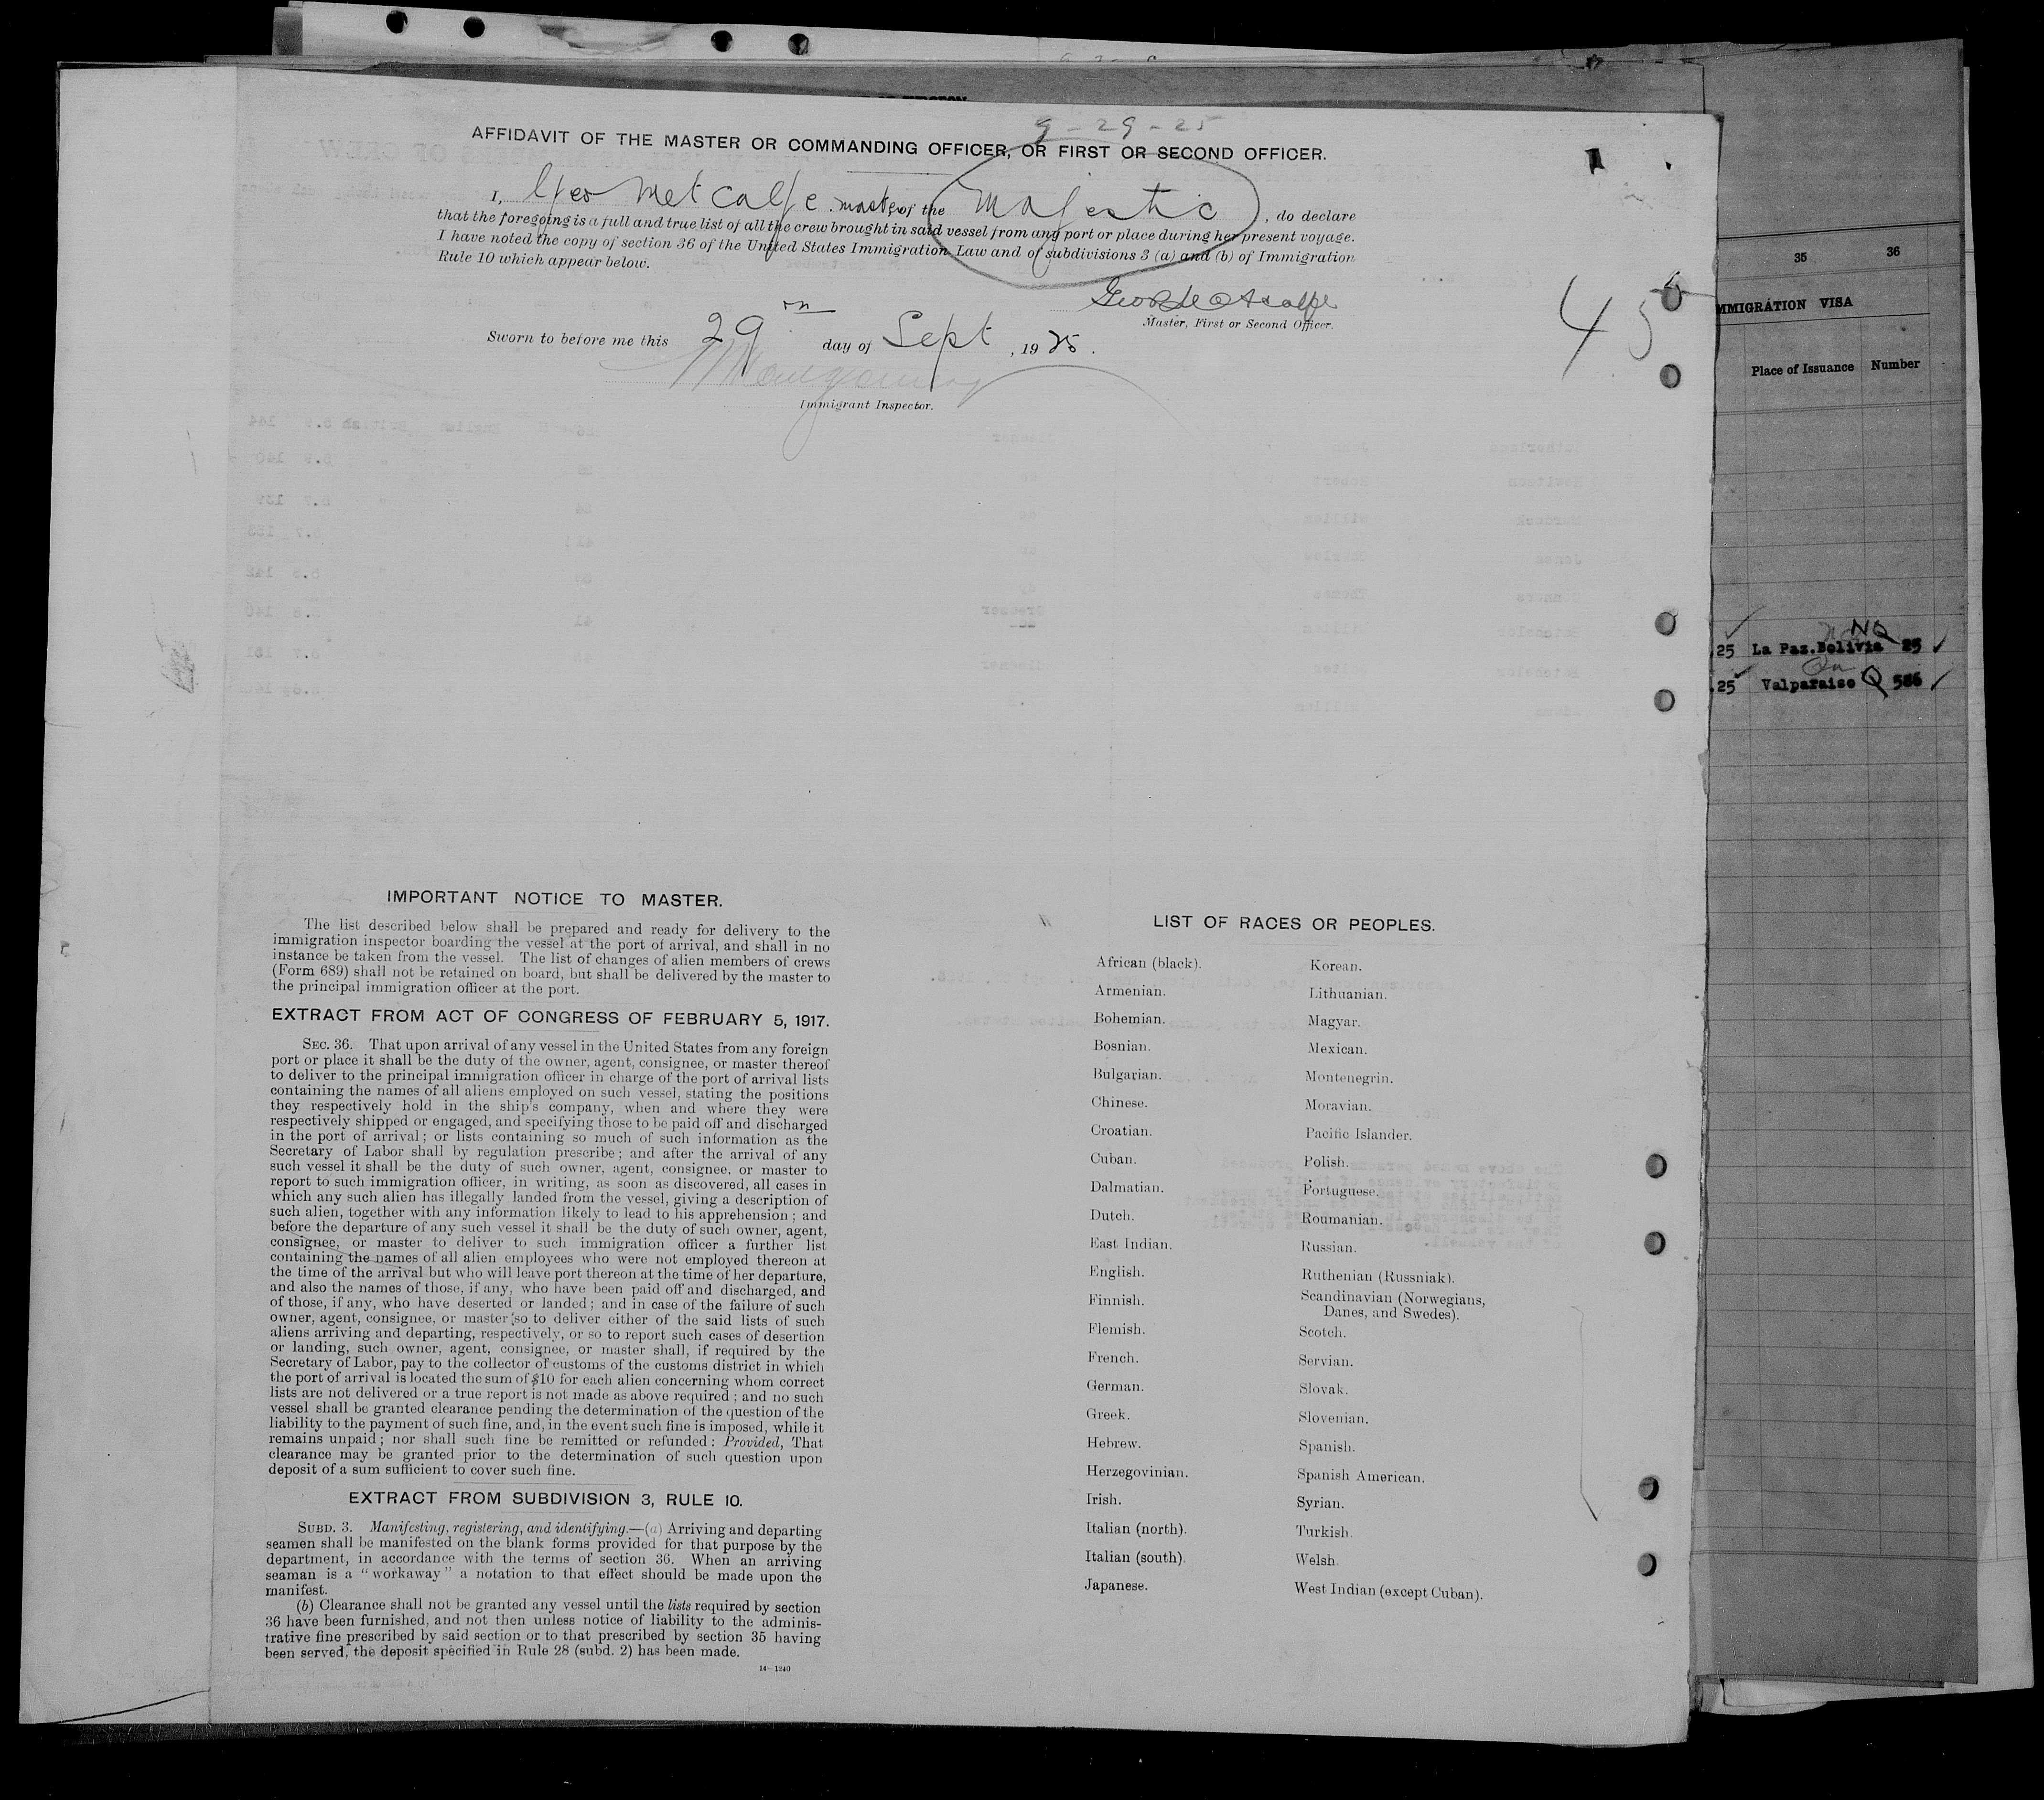 9-29-25
AFFIDAVIT OF THE MASTER OR COMMANDING OFFICER, OR FIRST OR SECOND OFFICER.
I, Geo Metcalfe master of the Majestic, do declare
that the foregoing is a full and true list of all the crew brought in said vessel from any port or place during her present voyage.
I have noted the copy of section 36 of the United States Immigration Law and of subdivisions 3 (a) and (b) of Immigration
Rule 10 which appear below.
Geo R Metcalfe
Master, First or Second Officer.
45
Sworn to before me this 29 day of Sept, 1925.
Immigrant Inspector.
35 36
MMIGRATION VISA
Place of Issuance Number
NQ
25 La Paz.Bolivia 25
25 Valparaiso Q 586
IMPORTANT NOTICE TO MASTER.
The list described below shall be prepared and ready for delivery to the
immigration inspector boarding the vessel at the port of arrival, and shall in no
instance be taken from the vessel. The list of changes of alien members of crews
(Form 689) shall not be retained on board, but shall be delivered by the master to
the principal immigration officer at the port.
EXTRACT FROM ACT OF CONGRESS OF FEBRUARY 5, 1917.
SEC. 36. That upon arrival of any vessel in the United States from any foreign
port or place it shall be the duty of the owner, agent, consignee, or master thereof
to deliver to the principal immigration officer in charge of the port of arrival lists
containing the names of all aliens employed on such vessel, stating the positions
they respectively hold in the ship's company, when and where they were
respectively shipped or engaged, and specifying those to be paid off and discharged
in the port of arrival; or lists containing so much of such information as the
Secretary of Labor shall by regulation prescribe; and after the arrival of any
such vessel it shall be the duty of such owner, agent, consignee, or master to
report to such immigration officer, in writing, as soon as discovered, all cases in
which any such alien has illegally landed from the vessel, giving a description of
such alien, together with any information likely to lead to his apprehension; and
before the departure of any such vessel it shall be the duty of such owner, agent,
consignee, or master to deliver to such immigration officer a further list
containing the names of all alien employees who were not employed thereon at
the time of the arrival but who will leave port thereon at the time of her departure,
and also the names of those, if any, who have been paid off and discharged, and
of those, if any, who have deserted or landed; and in case of the failure of such
owner, agent, consignee, or master so to deliver either of the said lists of such
aliens arriving and departing, respectively, or so to report such cases of desertion
or landing, such owner, agent, consignee, or master shall, if required by the
Secretary of Labor, pay to the collector of customs of the customs district in which
the port of arrival is located the sum of $10 for each alien concerning whom correct
lists are not delivered or a true report is not made as above required; and no such
vessel shall be granted clearance pending the determination of the question of the
liability to the payment of such fine, and, in the event such fine is imposed, while it
remains unpaid; nor shall such fine be remitted or refunded: Provided, That
clearance may be granted prior to the determination of such question upon
deposit of a sum sufficient to cover such fine.
EXTRACT FROM SUBDIVISION 3, RULE 10.
SUBD. 3. Manifesting, registering, and identifying.—(a) Arriving and departing
seamen shall be manifested on the blank forms provided for that purpose by the
department, in accordance with the terms of section 36. When an arriving
seaman is a "workaway" a notation to that effect should be made upon the
manifest.
(b) Clearance shall not be granted any vessel until the lists required by section
36 have been furnished, and not then unless notice of liability to the adminis-
trative fine prescribed by said section or to that prescribed by section 35 having
been served, the deposit specified in Rule 28 (subd. 2) has been made.
14—1240
LIST OF RACES OR PEOPLES.
African (black). Korean.
Armenian. Lithuanian.
Bohemian. Magyar.
Bosnian. Mexican.
Bulgarian. Montenegrin.
Chinese. Moravian.
Croatian. Pacific Islander.
Cuban. Polish.
Dalmatian. Portuguese.
Dutch. Roumanian.
East Indian. Russian.
English. Ruthenian (Russniak).
Finnish. Scandinavian (Norwegians,
Danes, and Swedes).
Flemish. Scotch.
French. Servian.
German. Slovak.
Greek. Slovenian.
Hebrew. Spanish.
Herzegovinian. Spanish American.
Irish. Syrian.
Italian (north). Turkish.
Italian (south). Welsh.
Japanese. West Indian (except Cuban).